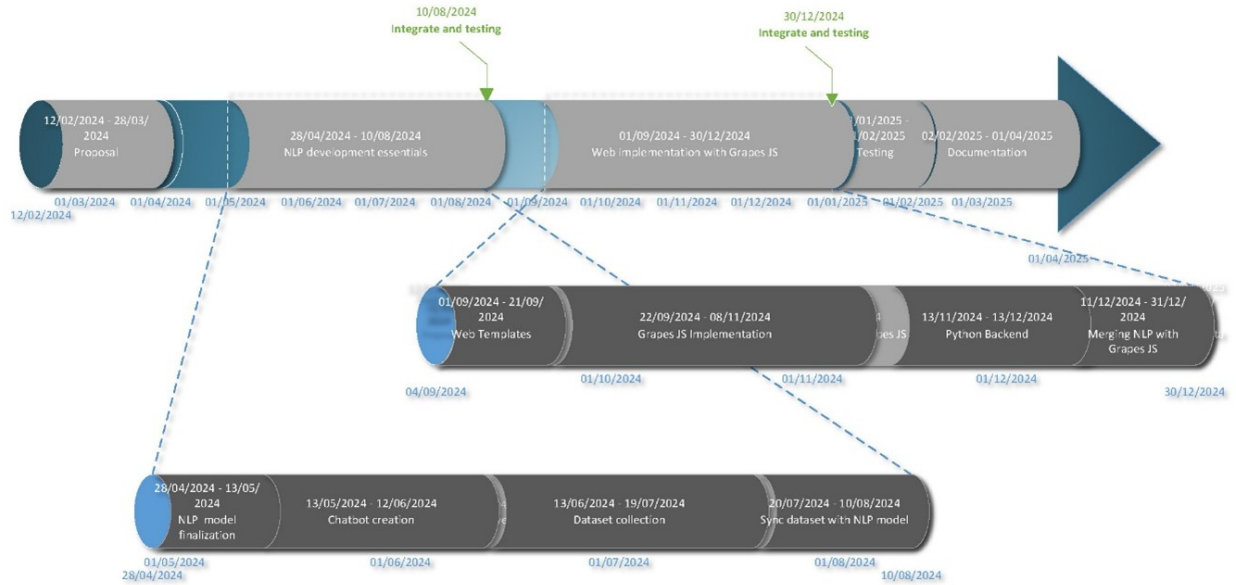 10/08/2024
Integrate and testing
30/12/2024
Integrate and testing
12/02/2024 - 28/03/
2024
Proposal
28/04/2024 - 10/08/2024
NLP development essentials
01/09/2024 - 30/12/2024
Web implementation with Grapes JS
/01/2025 -
/02/2025
Testing
02/02/2025 - 01/04/2025
Documentation
12/02/2024
01/03/2024
01/04/2024
01/05/2024
01/06/2024
01/07/2024
01/08/2024
01/09/2024
01/10/2024
01/11/2024
01/12/2024
01/01/2025
01/02/2025
01/03/2025
01/04/2025
01/09/2024 - 21/09/
2024
Web Templates
22/09/2024 - 08/11/2024
Grapes JS Implementation
13/11/2024 - 13/12/2024
Python Backend
11/12/2024 - 31/12/
2024
Merging NLP with
Grapes JS
04/09/2024
01/10/2024
01/11/2024
01/12/2024
30/12/2024
28/04/2024 - 13/05/
2024
NLP model
finalization
13/05/2024 - 12/06/2024
Chatbot creation
13/06/2024 - 19/07/2024
Dataset collection
20/07/2024 - 10/08/2024
Sync dataset with NLP model
01/05/2024
28/04/2024
01/06/2024
01/07/2024
01/08/2024
10/08/2024